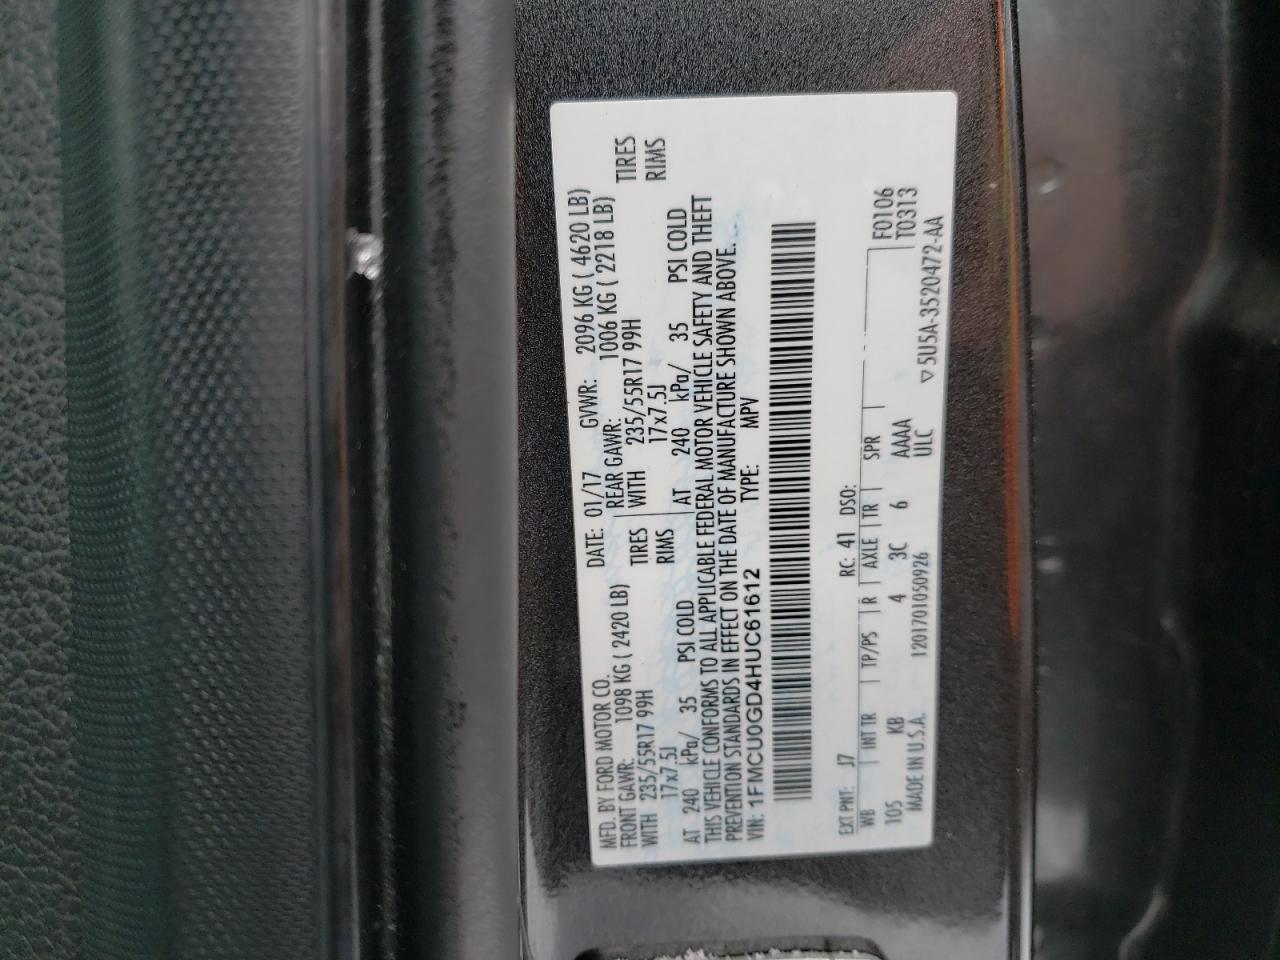 MFD. BY FORD MOTOR CO. DATE: 01/17 GVWR: 2096 KG ( 4620 LB)
FRONT GAWR: 1098 KG ( 2420 LB) REAR GAWR: 1006 KG ( 2218 LB)
WITH 235/55R17 99H TIRES WITH 235/55R17 99H TIRES
17x7.5J RIMS 17x7.5J RIMS
AT 240 kPa/ 35 PSI COLD AT 240 kPa/ 35 PSI COLD
THIS VEHICLE CONFORMS TO ALL APPLICABLE FEDERAL MOTOR VEHICLE SAFETY AND THEFT
PREVENTION STANDARDS IN EFFECT ON THE DATE OF MANUFACTURE SHOWN ABOVE.
VIN: 1FMCU0GD4HUC61612 TYPE: MPV
EXT PNT: J7 RC: 41 DSO: F0106
WB INT TR TP/PS R AXLE TR SPR T0313
105 KB 4 3C 6 AAAA
MADE IN U.S.A. 1201701050926 ULC ▽5U5A-3520472-AA